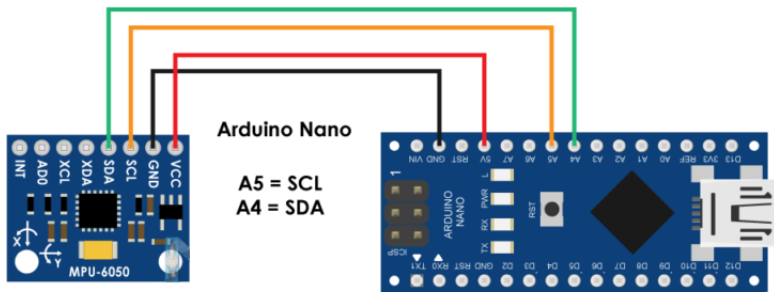 Arduino Nano
A5 = SCL
A4 = SDA
INT
AD0
XCL
XDA
SDA
SCL
GND
VCC
X
Y
MPU-6050
VIN
GND
RST
5V
A7
A6
A5
A4
A3
A2
A1
A0
REF
3V3
D13
1
ICSP
ARDUINO
NANO
L
PWR
RX
TX
RST
TX1
RX0
RST
GND
D2
D3
D4
D5
D6
D7
D8
D9
D10
D11
D12